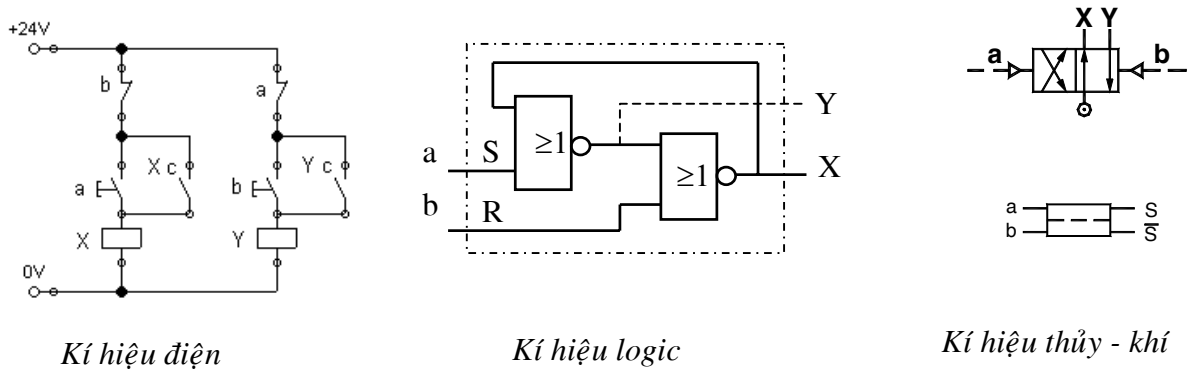 +24V
b
a
a
X c
b
Y c
X
Y
0V
Kí hiệu điện
a
S
b
R
≥1
≥1
Y
X
Kí hiệu logic
X Y
a
b
a
S
b
S̅
Kí hiệu thủy - khí